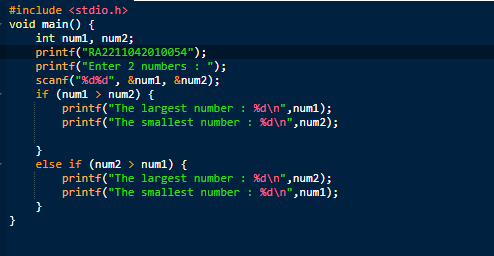 #include <stdio.h>
void main() {
    int num1, num2;
    printf("RA2211042010054");
    printf("Enter 2 numbers : ");
    scanf("%d%d", &num1, &num2);
    if (num1 > num2) {
        printf("The largest number : %d\n",num1);
        printf("The smallest number : %d\n",num2);

    }
    else if (num2 > num1) {
        printf("The largest number : %d\n",num2);
        printf("The smallest number : %d\n",num1);
    }
}